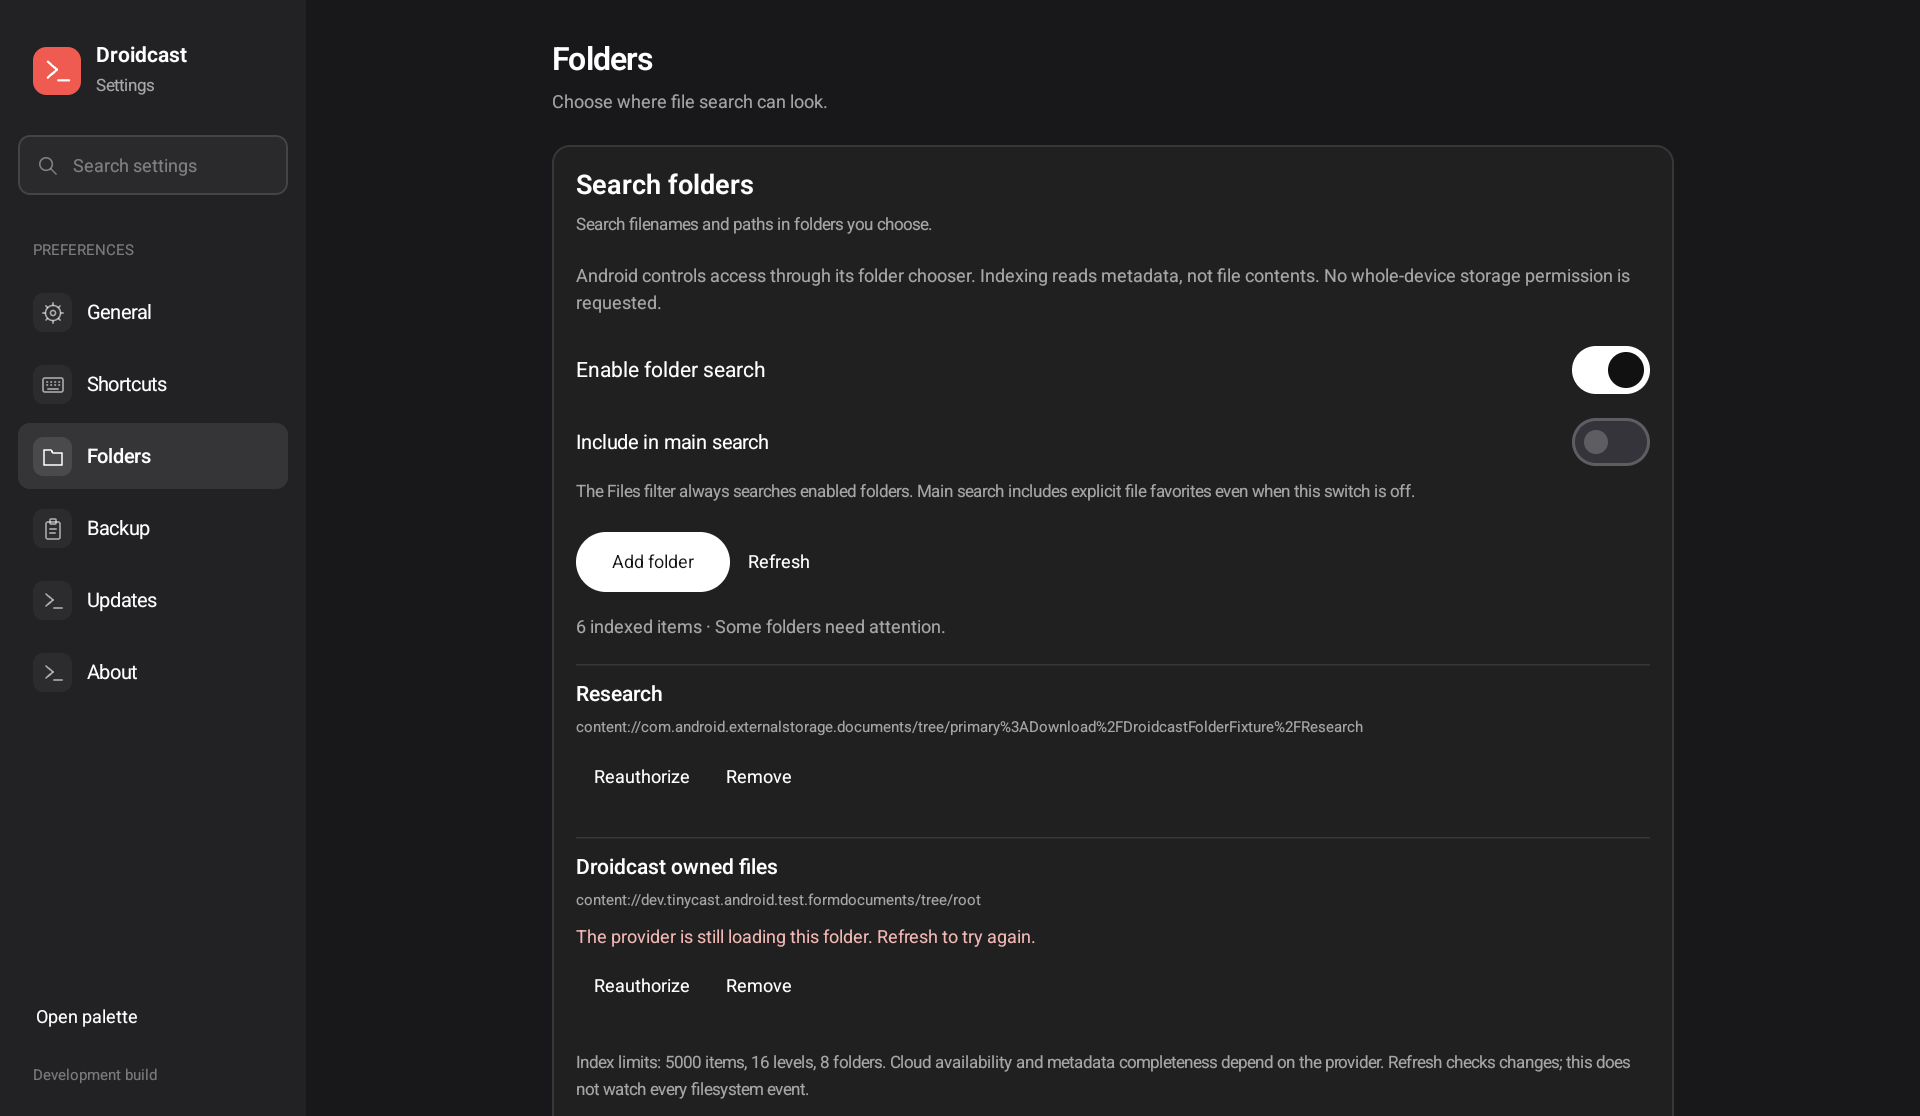 Droidcast
Settings
Search settings
PREFERENCES
General
Shortcuts
Folders
Backup
Updates
About
Open palette
Development build
Folders
Choose where file search can look.
Search folders
Search filenames and paths in folders you choose.
Android controls access through its folder chooser. Indexing reads metadata, not file contents. No whole-device storage permission is
requested.
Enable folder search
Include in main search
The Files filter always searches enabled folders. Main search includes explicit file favorites even when this switch is off.
Add folder Refresh
6 indexed items · Some folders need attention.
Research
content://com.android.externalstorage.documents/tree/primary%3ADownload%2FDroidcastFolderFixture%2FResearch
Reauthorize Remove
Droidcast owned files
content://dev.tinycast.android.test.formdocuments/tree/root
The provider is still loading this folder. Refresh to try again.
Reauthorize Remove
Index limits: 5000 items, 16 levels, 8 folders. Cloud availability and metadata completeness depend on the provider. Refresh checks changes; this does
not watch every filesystem event.